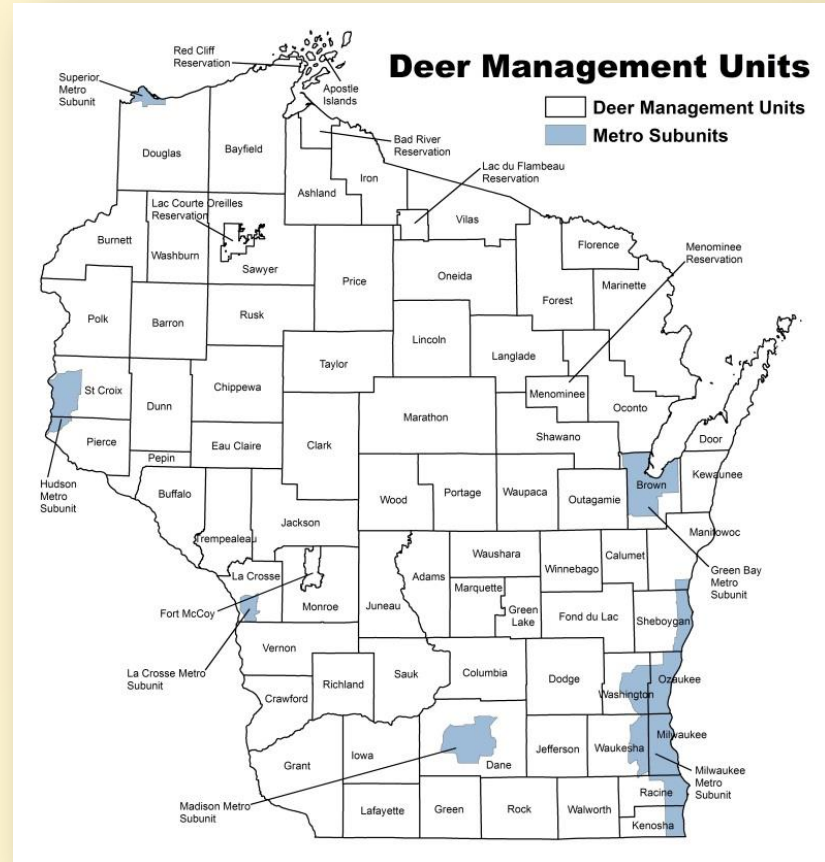 Deer Management Units
Deer Management Units
Metro Subunits
Red Cliff
Reservation
Superior
Metro
Subunit
Apostle
Islands
Bad River
Reservation
Lac du Flambeau
Reservation
Douglas
Bayfield
Iron
Ashland
Vilas
Lac Courte Oreilles
Reservation
Burnett
Washburn
Sawyer
Florence
Menominee
Reservation
Price
Oneida
Forest
Marinette
Polk
Barron
Rusk
Lincoln
Langlade
Taylor
St Croix
Dunn
Chippewa
Menominee
Oconto
Marathon
Shawano
Door
Pierce
Pepin
Eau Claire
Clark
Hudson
Metro
Subunit
Buffalo
Wood
Portage
Waupaca
Outagamie
Brown
Kewaunee
Trempealeau
Jackson
Manitowoc
Waushara
Winnebago
Calumet
Green Bay
Metro
Subunit
La Crosse
Adams
Marquette
Fort McCoy
Monroe
Juneau
Green
Lake
Fond du Lac
Sheboygan
Vernon
La Crosse Metro
Subunit
Richland
Sauk
Columbia
Dodge
Washington
Ozaukee
Crawford
Grant
Iowa
Dane
Jefferson
Waukesha
Milwaukee
Milwaukee
Metro
Subunit
Madison Metro
Subunit
Lafayette
Green
Rock
Walworth
Racine
Kenosha